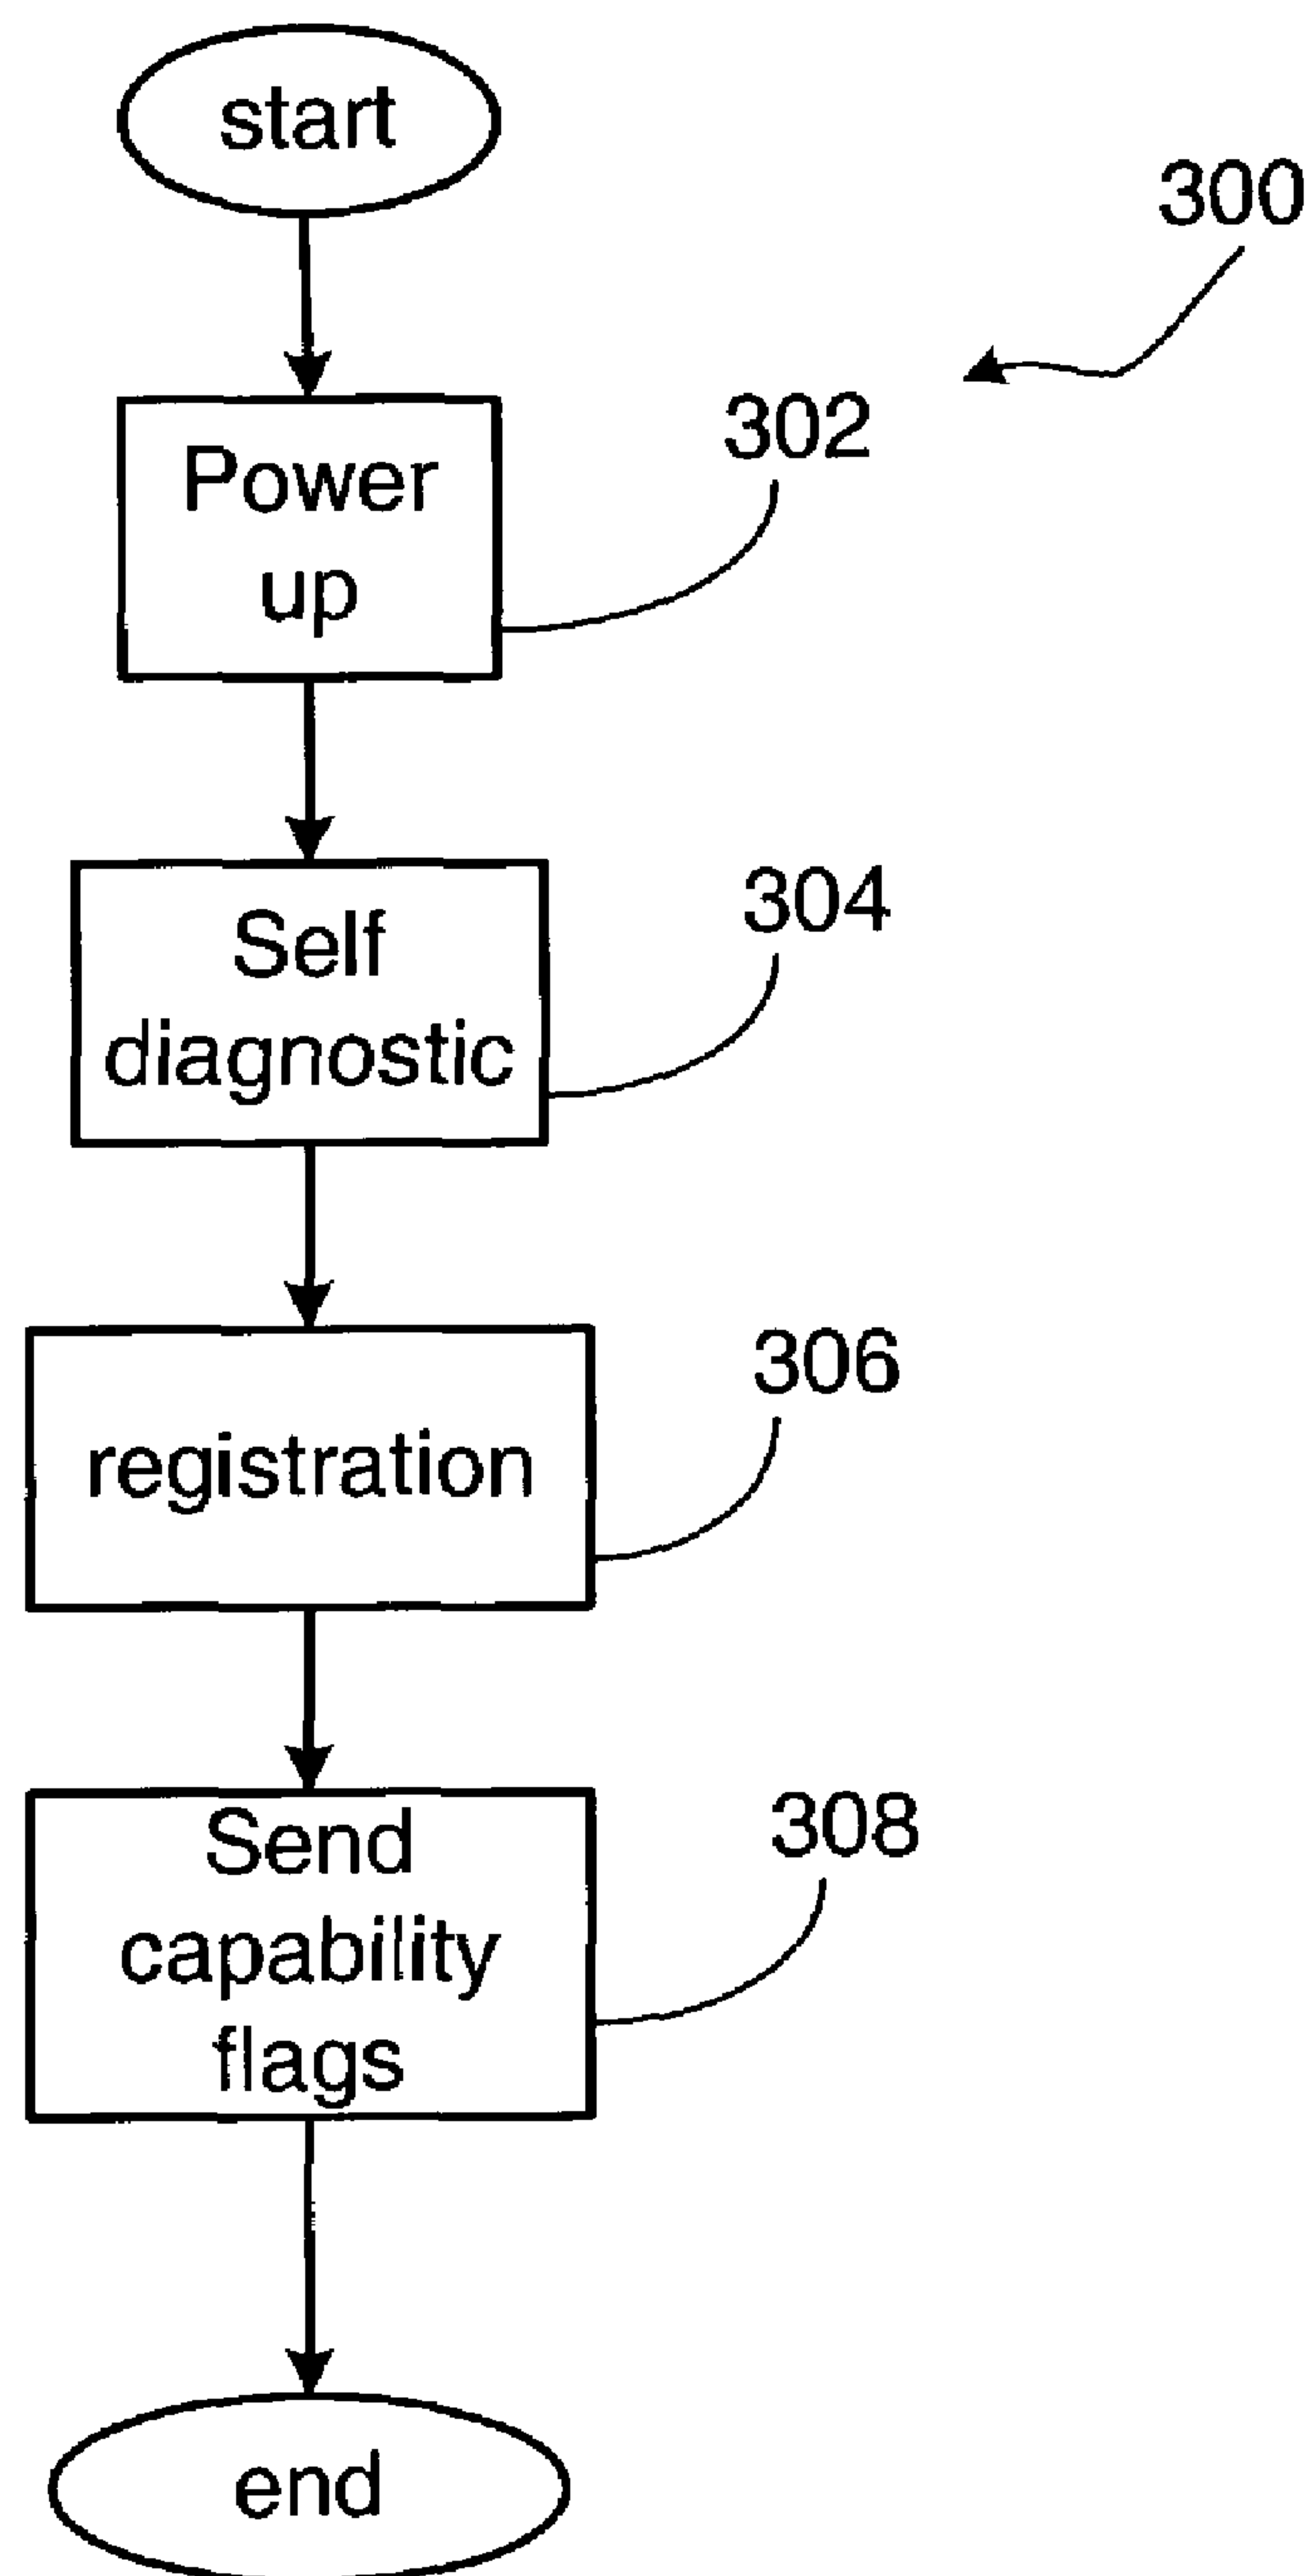 start
300
302
Power
up
304
Self
diagnostic
306
registration
308
Send
capability
flags
end